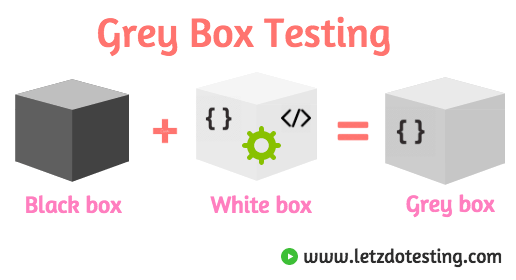 Grey Box Testing
{ } + { } </> = { }
Black box White box Grey box
www.letzdotesting.com